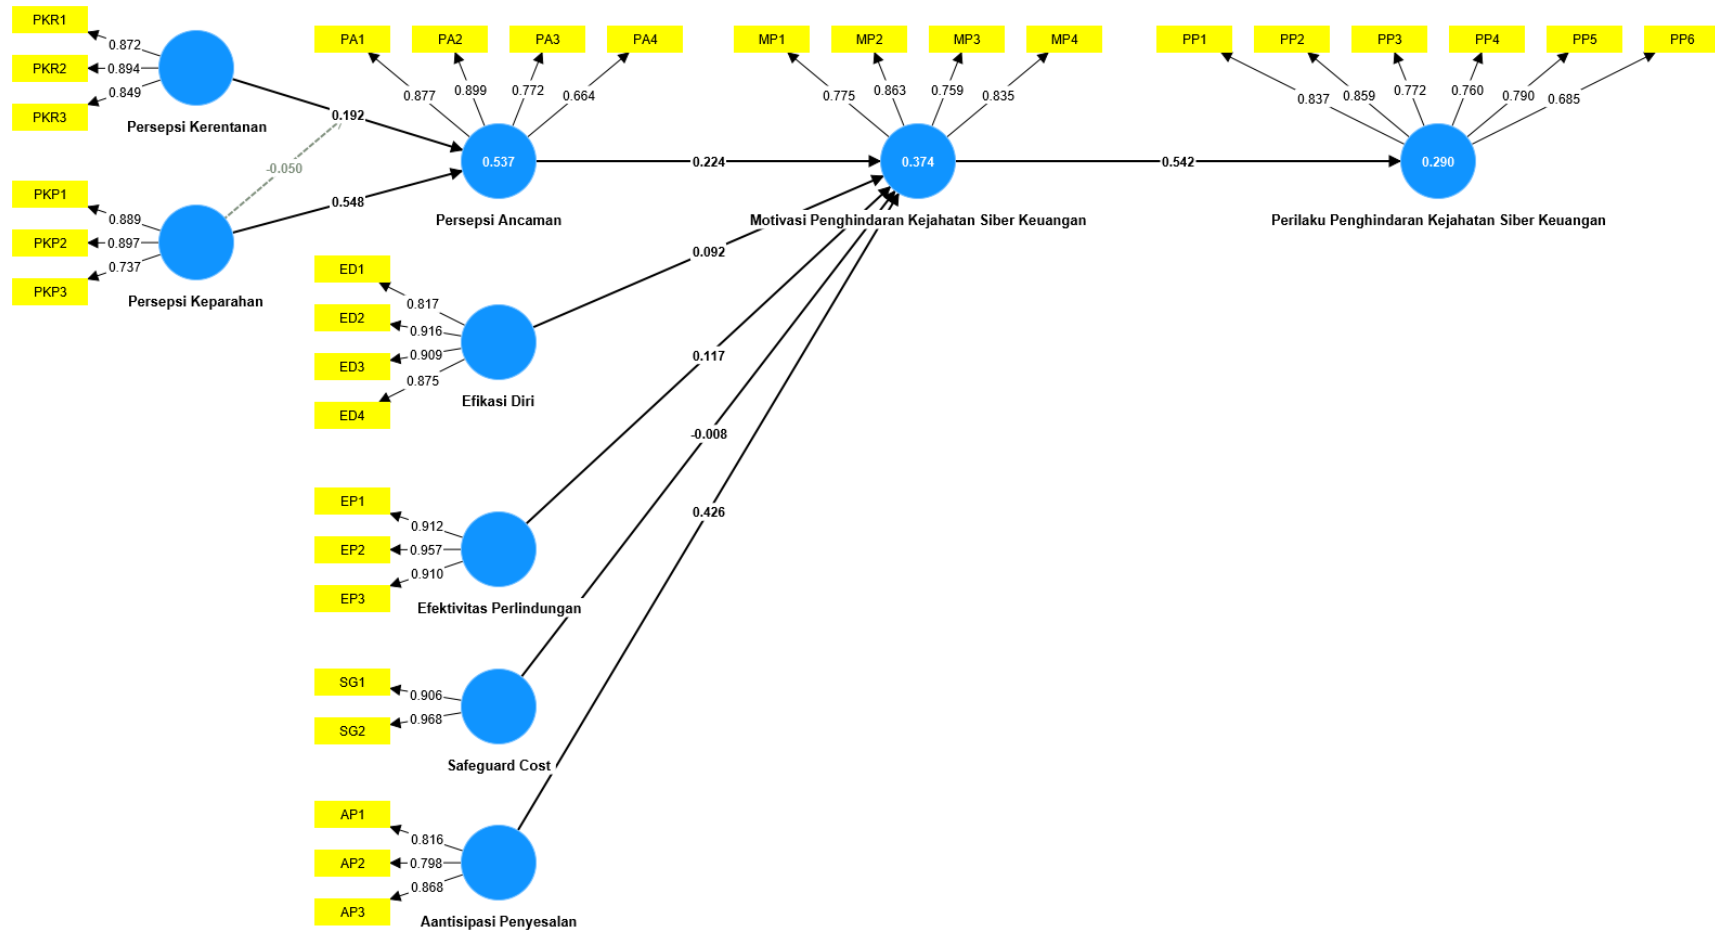 PKR1
PKR2
PKR3
0.872
0.894
0.849
Persepsi Kerentanan
PKP1
PKP2
PKP3
0.889
0.897
0.737
Persepsi Keparahan
0.192
-0.050
0.548
PA1
PA2
PA3
PA4
0.877
0.899
0.772
0.664
0.537
Persepsi Ancaman
0.224
MP1
MP2
MP3
MP4
0.775
0.863
0.759
0.835
0.374
Motivasi Penghindaran Kejahatan Siber Keuangan
0.542
PP1
PP2
PP3
PP4
PP5
PP6
0.837
0.859
0.772
0.760
0.790
0.685
0.290
Perilaku Penghindaran Kejahatan Siber Keuangan
ED1
ED2
ED3
ED4
0.817
0.916
0.909
0.875
Efikasi Diri
0.092
EP1
EP2
EP3
0.912
0.957
0.910
Efektivitas Perlindungan
0.117
SG1
SG2
0.906
0.968
Safeguard Cost
-0.008
AP1
AP2
AP3
0.816
0.798
0.868
Aantisipasi Penyesalan
0.426